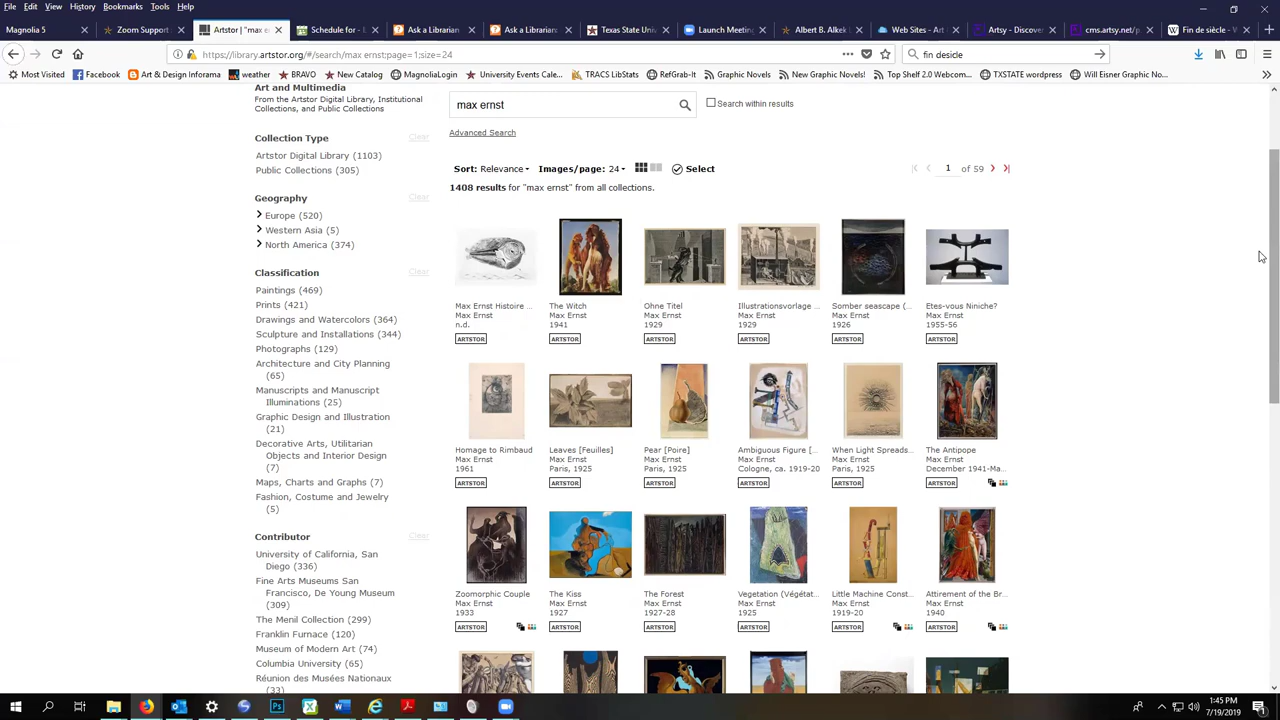 File Edit View History Bookmarks Tools Help
Magnolia 5
Zoom Support
Artstor | "max e
Schedule for -
Ask a Librarian
Ask a Librarian
Texas State Uni
Launch Meeting
Albert B. Alkek L
Web Sites - Art
Artsy - Discover
cms.artsy.net/p
Fin de siècle - W
https://library.artstor.org/#/search/max ernst;page=1;size=24
fin desicle
Most Visited Facebook Art & Design Informa weather BRAVO New Catalog MagnoliaLogin University Events Cale... TRACS LibStats RefGrab-It Graphic Novels! New Graphic Novels! Top Shelf 2.0 Webcom... TXSTATE wordpress Will Eisner Graphic No...
Art and Multimedia
From the Artstor Digital Library, Institutional
Collections, and Public Collections
Collection Type Clear
Artstor Digital Library (1103)
Public Collections (305)
Geography Clear
Europe (520)
Western Asia (5)
North America (374)
Classification Clear
Paintings (469)
Prints (421)
Drawings and Watercolors (364)
Sculpture and Installations (344)
Photographs (129)
Architecture and City Planning
(65)
Manuscripts and Manuscript
Illuminations (25)
Graphic Design and Illustration
(21)
Decorative Arts, Utilitarian
Objects and Interior Design
(7)
Maps, Charts and Graphs (7)
Fashion, Costume and Jewelry
(5)
Contributor Clear
University of California, San
Diego (336)
Fine Arts Museums San
Francisco, De Young Museum
(309)
The Menil Collection (299)
Franklin Furnace (120)
Museum of Modern Art (74)
Columbia University (65)
Réunion des Musées Nationaux
(33)
max ernst
Search within results
Advanced Search
Sort: Relevance Images/page: 24 Select 1 of 59
1408 results for "max ernst" from all collections.
Max Ernst Histoire ...
Max Ernst
n.d.
ARTSTOR
The Witch
Max Ernst
1941
ARTSTOR
Ohne Titel
Max Ernst
1929
ARTSTOR
Illustrationsvorlage ...
Max Ernst
1929
ARTSTOR
Somber seascape (...
Max Ernst
1926
ARTSTOR
Etes-vous Niniche?
Max Ernst
1955-56
ARTSTOR
Homage to Rimbaud
Max Ernst
1961
ARTSTOR
Leaves [Feuilles]
Max Ernst
Paris, 1925
ARTSTOR
Pear [Poire]
Max Ernst
Paris, 1925
ARTSTOR
Ambiguous Figure [...
Max Ernst
Cologne, ca. 1919-20
ARTSTOR
When Light Spreads...
Max Ernst
Paris, 1925
ARTSTOR
The Antipope
Max Ernst
December 1941-Ma...
ARTSTOR
Zoomorphic Couple
Max Ernst
1933
ARTSTOR
The Kiss
Max Ernst
1927
ARTSTOR
The Forest
Max Ernst
1927-28
ARTSTOR
Vegetation (Végétat...
Max Ernst
1925
ARTSTOR
Little Machine Const...
Max Ernst
1919-20
ARTSTOR
Attirement of the Br...
Max Ernst
1940
ARTSTOR
1:45 PM
7/19/2019